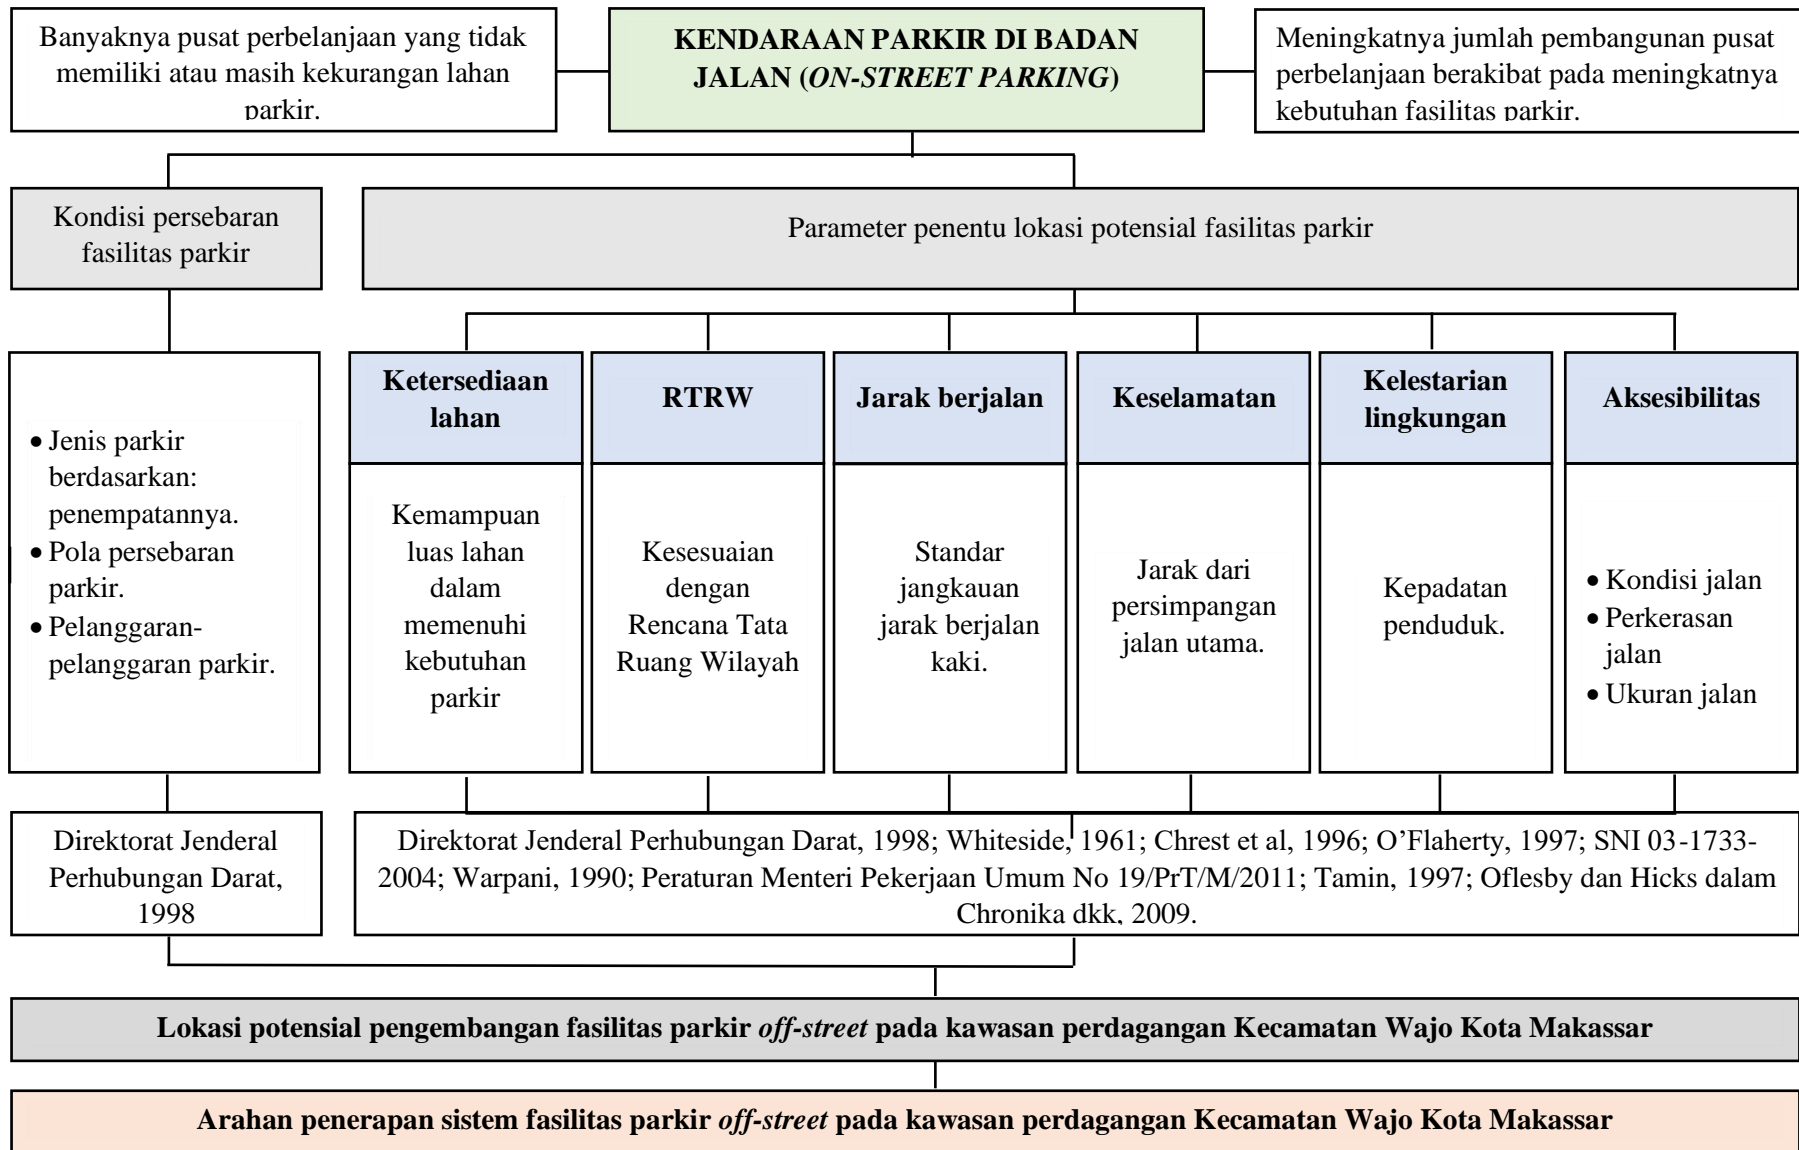 Banyaknya pusat perbelanjaan yang tidak
memiliki atau masih kekurangan lahan
parkir.
KENDARAAN PARKIR DI BADAN
JALAN (ON-STREET PARKING)
Meningkatnya jumlah pembangunan pusat
perbelanjaan berakibat pada meningkatnya
kebutuhan fasilitas parkir.
Kondisi persebaran
fasilitas parkir
Parameter penentu lokasi potensial fasilitas parkir
• Jenis parkir
berdasarkan:
penempatannya.
• Pola persebaran
parkir.
• Pelanggaran-
pelanggaran parkir.
Ketersediaan
lahan
Kemampuan
luas lahan
dalam
memenuhi
kebutuhan
parkir
RTRW
Kesesuaian
dengan
Rencana Tata
Ruang Wilayah
Jarak berjalan
Standar
jangkauan
jarak berjalan
kaki.
Keselamatan
Jarak dari
persimpangan
jalan utama.
Kelestarian
lingkungan
Kepadatan
penduduk.
Aksesibilitas
• Kondisi jalan
• Perkerasan
jalan
• Ukuran jalan
Direktorat Jenderal
Perhubungan Darat,
1998
Direktorat Jenderal Perhubungan Darat, 1998; Whiteside, 1961; Chrest et al, 1996; O’Flaherty, 1997; SNI 03-1733-
2004; Warpani, 1990; Peraturan Menteri Pekerjaan Umum No 19/PrT/M/2011; Tamin, 1997; Oflesby dan Hicks dalam
Chronika dkk, 2009.
Lokasi potensial pengembangan fasilitas parkir off-street pada kawasan perdagangan Kecamatan Wajo Kota Makassar
Arahan penerapan sistem fasilitas parkir off-street pada kawasan perdagangan Kecamatan Wajo Kota Makassar